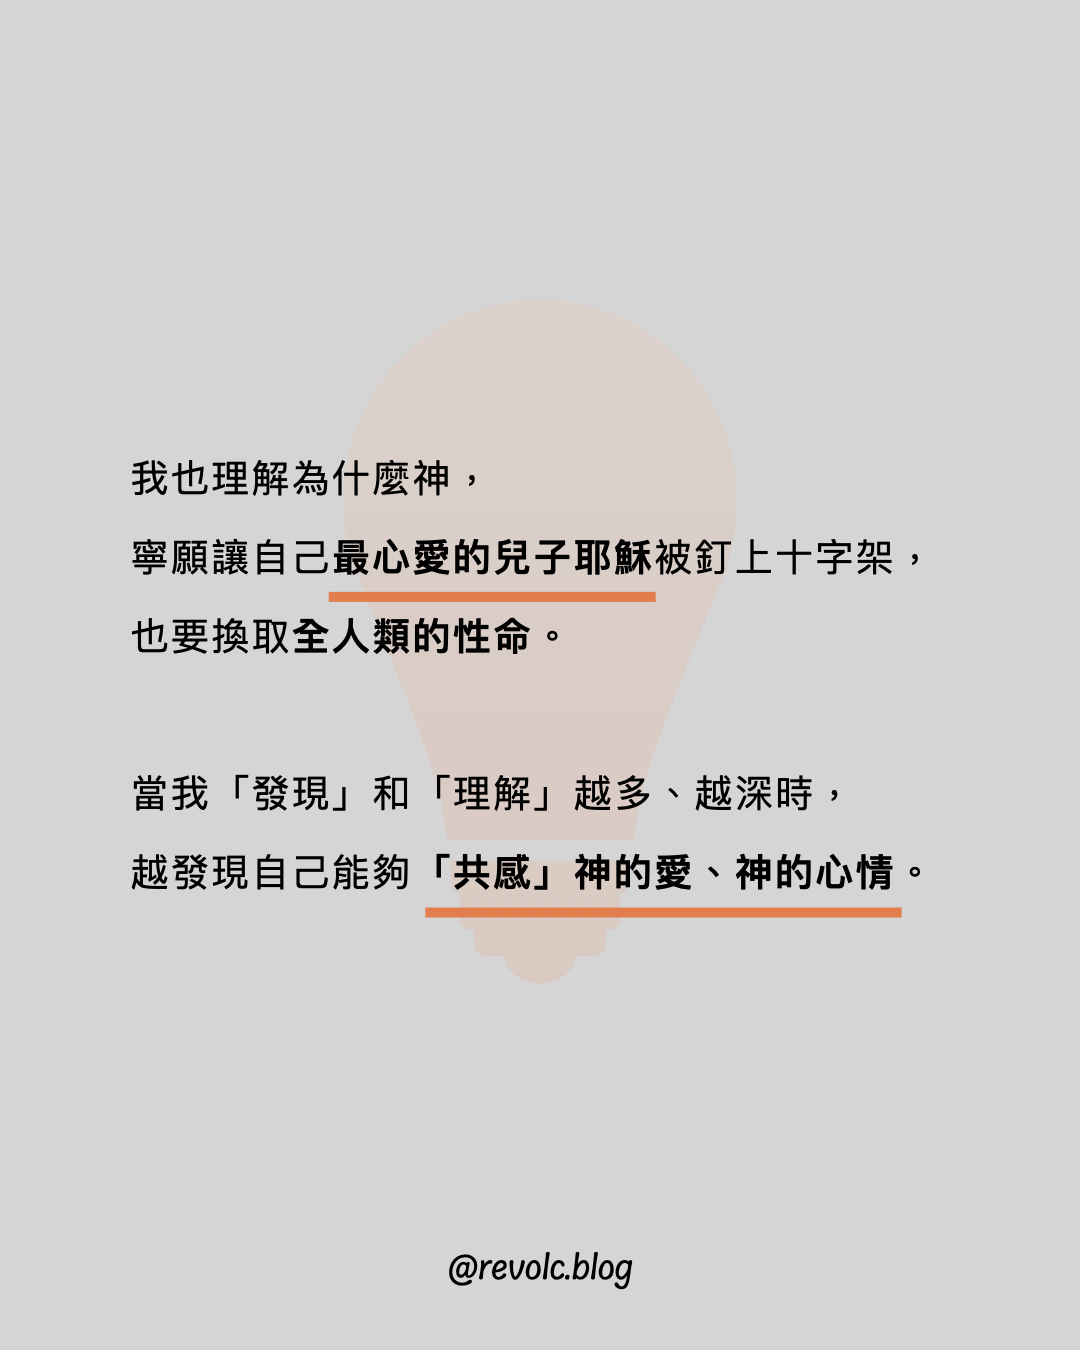 我也理解為什麼神，
寧願讓自己最心愛的兒子耶穌被釘上十字架，
也要換取全人類的性命。
當我「發現」和「理解」越多、越深時，
越發現自己能夠「共感」神的愛、神的心情。
@revolc.blog